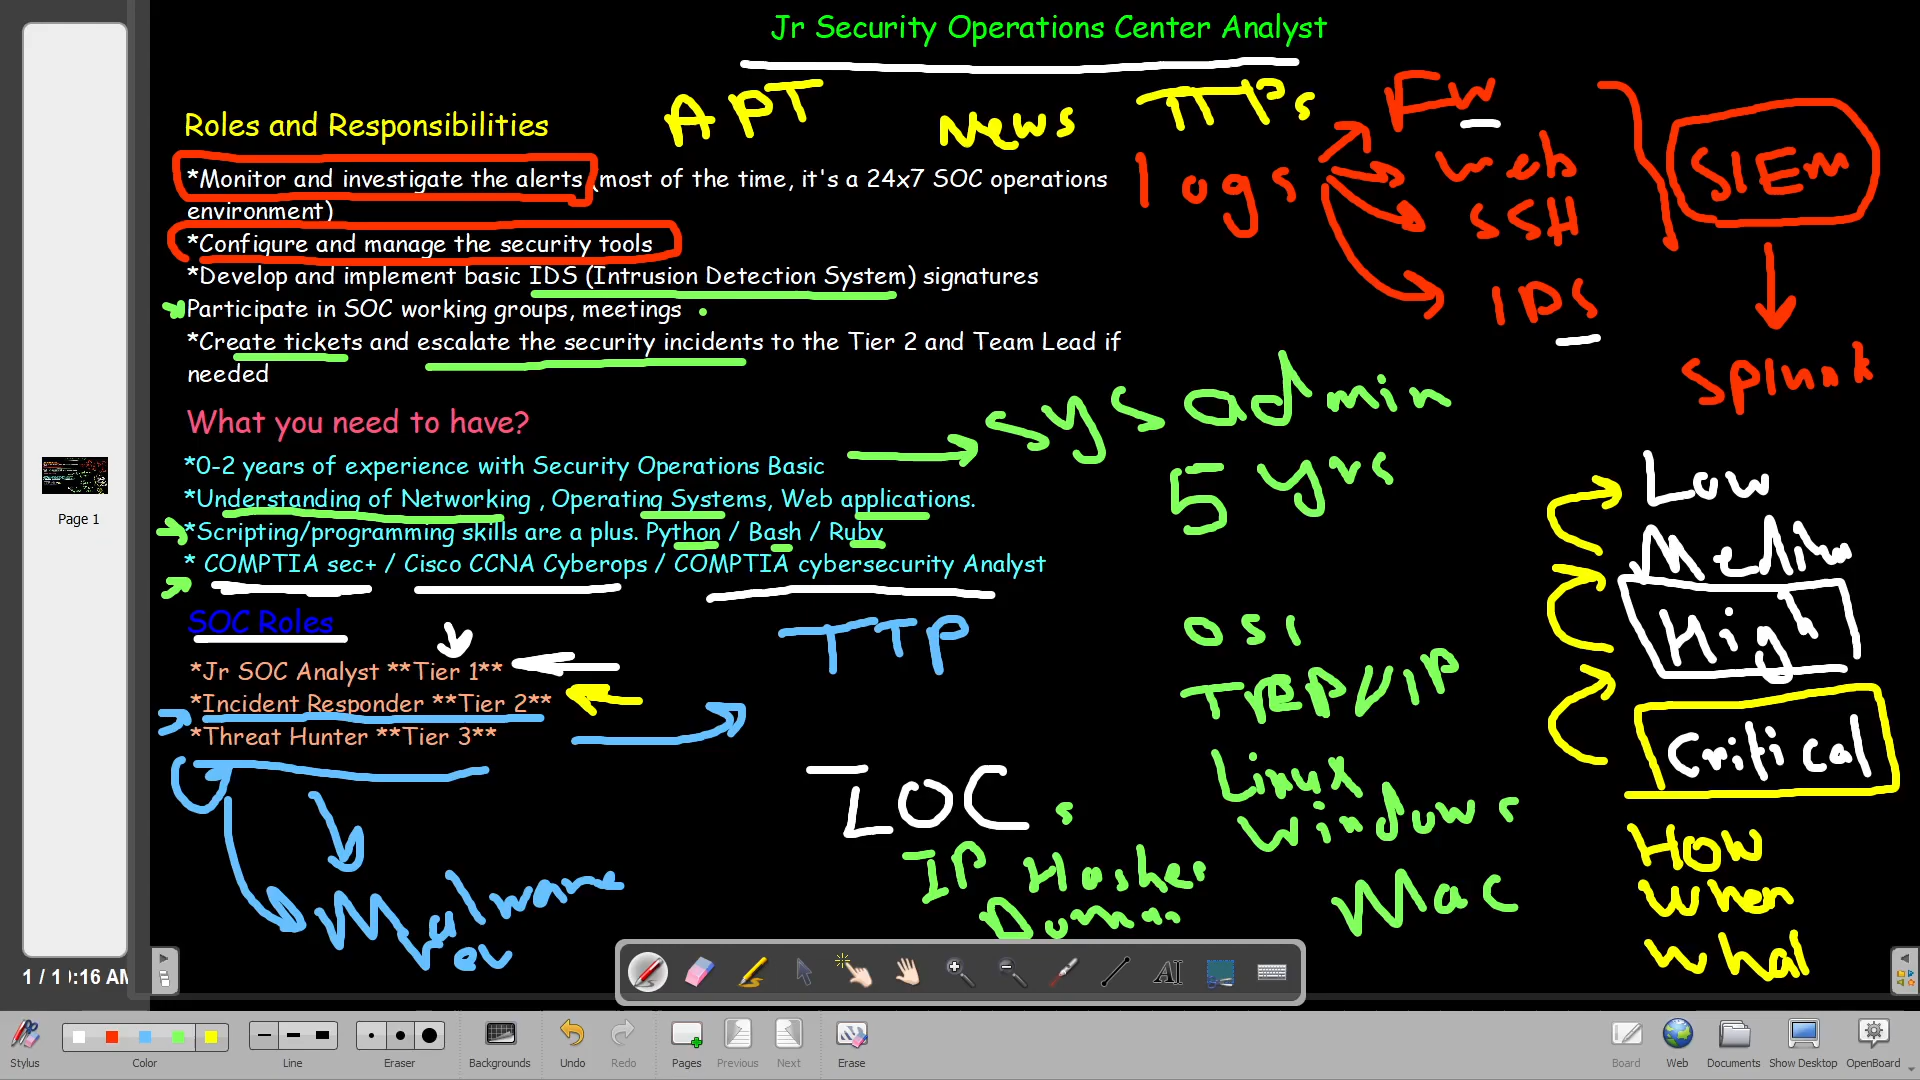 Jr Security Operations Center Analyst
Roles and Responsibilities
APT
News
TTPs
*Monitor and investigate the alerts (most of the time, it's a 24x7 SOC operations
environment)
*Configure and manage the security tools
*Develop and implement basic IDS (Intrusion Detection System) signatures
Participate in SOC working groups, meetings
*Create tickets and escalate the security incidents to the Tier 2 and Team Lead if
needed
logs
FW
web
SSH
IDS
SIEM
Splunk
What you need to have?
*0-2 years of experience with Security Operations Basic
*Understanding of Networking , Operating Systems, Web applications.
*Scripting/programming skills are a plus. Python / Bash / Ruby
* COMPTIA sec+ / Cisco CCNA Cyberops / COMPTIA cybersecurity Analyst
sysadmin
5 yrs
SOC Roles
*Jr SOC Analyst **Tier 1**
*Incident Responder **Tier 2**
*Threat Hunter **Tier 3**
TTP
Malware
Rev
IOCs
IP Hashes
OSI
Linux
Windows
Mac
Low
Medium
High
Critical
How
When
What
Page 1
Stylus
Color
Line
Eraser
Backgrounds
Undo
Redo
Pages
Previous
Next
Erase
Board
Web
Documents
Show Desktop
OpenBoard